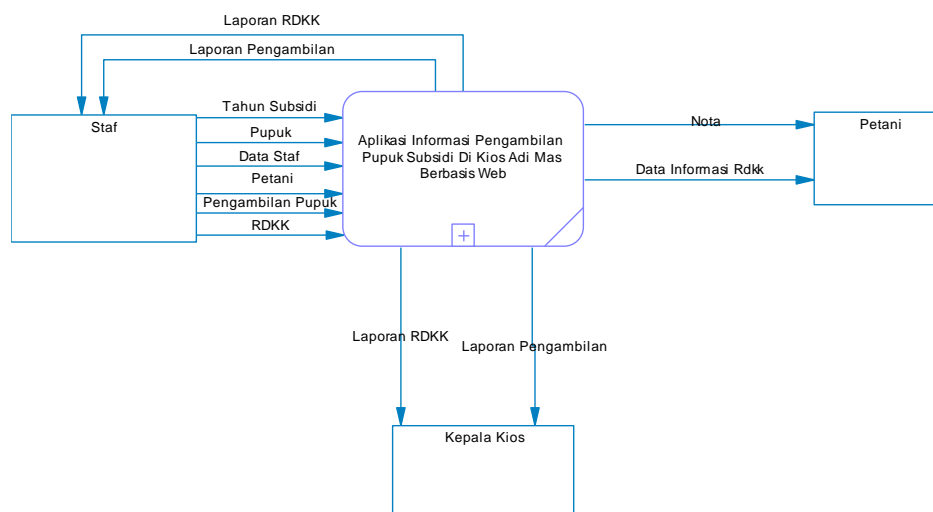 Laporan RDKK
Laporan Pengambilan
Staf
Tahun Subsidi
Pupuk
Data Staf
Petani
Pengambilan Pupuk
RDKK
Aplikasi Informasi Pengambilan
Pupuk Subsidi Di Kios Adi Mas
Berbasis Web
Nota
Data Informasi Rdkk
Petani
Laporan RDKK
Laporan Pengambilan
Kepala Kios